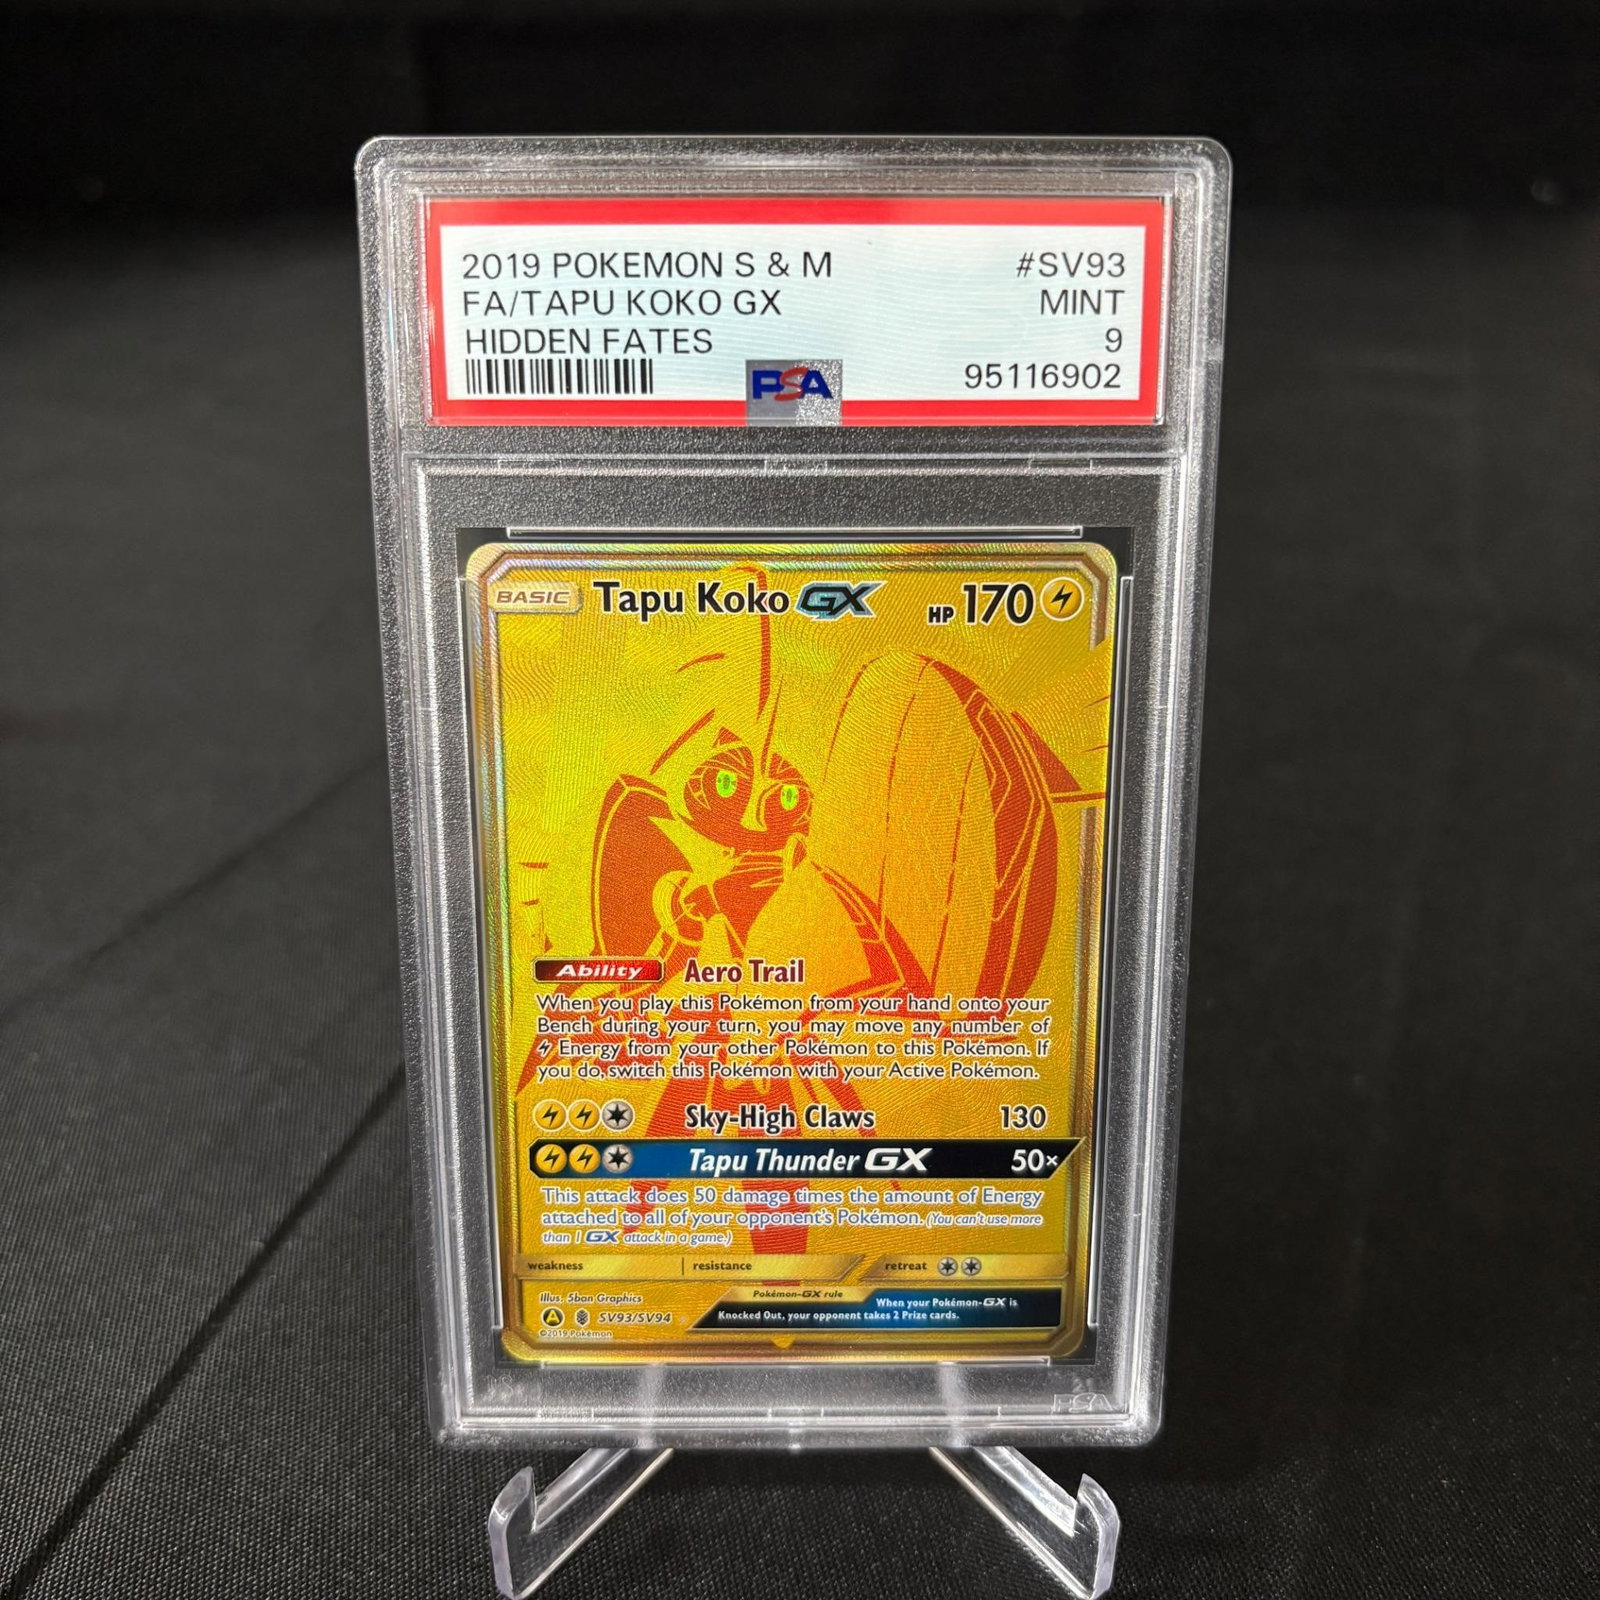 2019 POKEMON S & M #SV93
FA/TAPU KOKO GX MINT
HIDDEN FATES 9
PSA 95116902
BASIC Tapu Koko GX HP 170
Ability Aero Trail
When you play this Pokémon from your hand onto your
Bench during your turn, you may move any number of
Energy from your other Pokémon to this Pokémon. If
you do, switch this Pokémon with your Active Pokémon.
Sky-High Claws 130
Tapu Thunder GX 50×
This attack does 50 damage times the amount of Energy
attached to all of your opponent's Pokémon. (You can't use more
than 1 GX attack in a game.)
weakness resistance retreat
Illus. 5ban Graphics
A SV93/SV94
©2019 Pokémon
Pokémon-GX rule When your Pokémon-GX is
Knocked Out, your opponent takes 2 Prize cards.
PSA